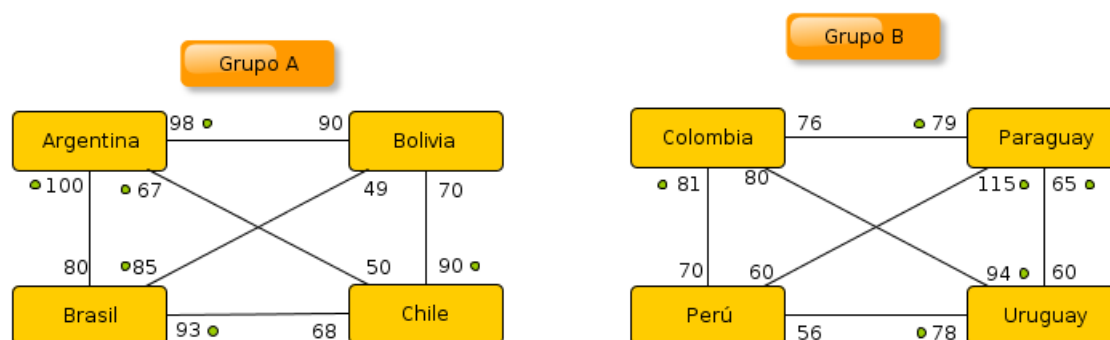 Grupo A
Grupo B
Argentina
98
90
Bolivia
Colombia
76
79
Paraguay
100
67
49
70
81
80
115
65
80
85
50
90
70
60
94
60
Brasil
93
68
Chile
Perú
56
78
Uruguay